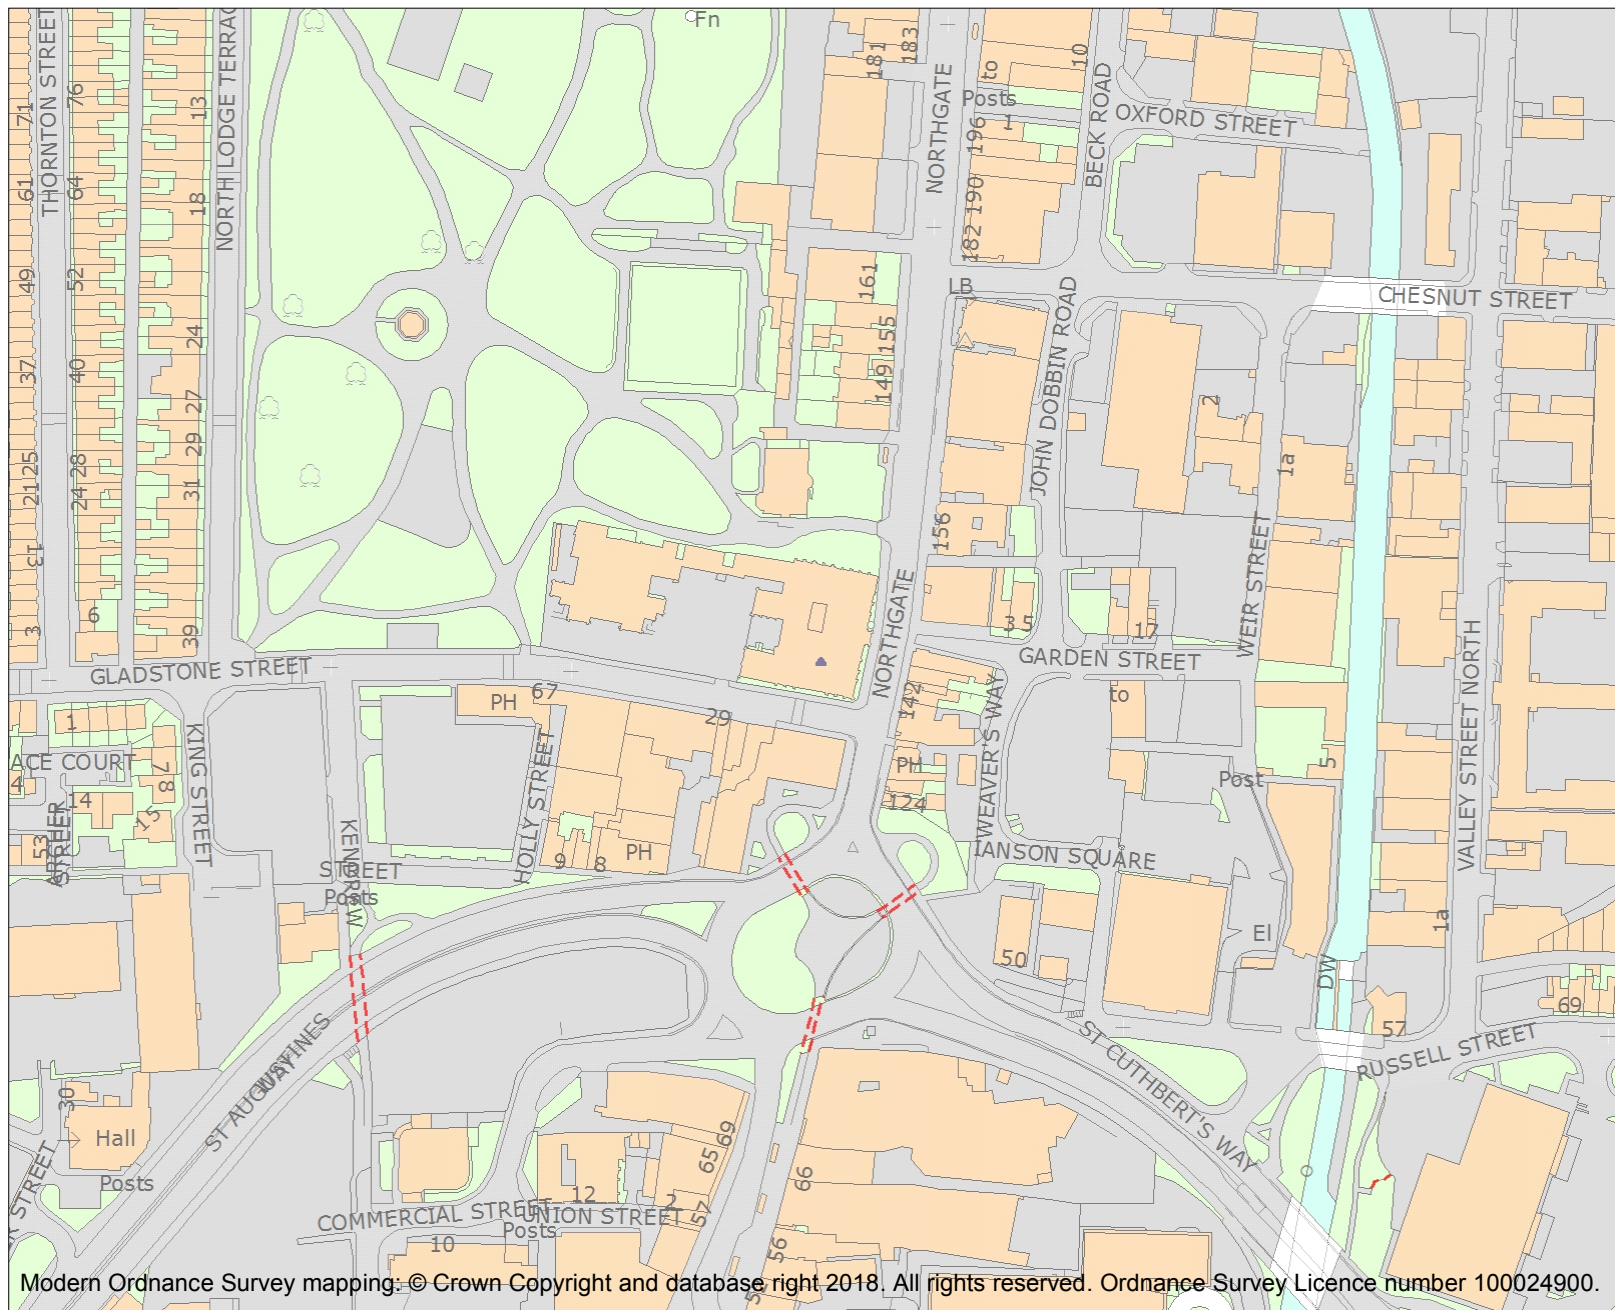 Fn
THORNTON STREET
NORTH LODGE TERRAC
NORTHGATE
BECK ROAD
181
183
to
10
Posts
1
OXFORD STREET
71
76
13
196
61
64
18
190
182
49
52
161
LB
CHESNUT STREET
24
155
JOHN DOBBIN ROAD
37
40
149
27
2
29
25
28
1a
21
24
31
156
13
WEIR STREET
6
NORTHGATE
3
39
3
5
17
GARDEN STREET
VALLEY STREET NORTH
GLADSTONE STREET
PH
67
142
to
1
29
WEAVER'S WAY
KING STREET
HOLLY STREET
ACE COURT
7
8
4
PH
5
Post
14
15
124
ARCHER
STREET
53
KENDREW
STREET
9
8
PH
IANSON SQUARE
Posts
1a
El
50
DW
69
57
ST AUGUSTINES
WAY
ST CUTHBERT'S WAY
RUSSELL STREET
30
Hall
69
65
Posts
66
12
2
COMMERCIAL STREET
UNION STREET
57
Posts
10
56
Modern Ordnance Survey mapping: © Crown Copyright and database right 2018. All rights reserved. Ordnance Survey Licence number 100024900.